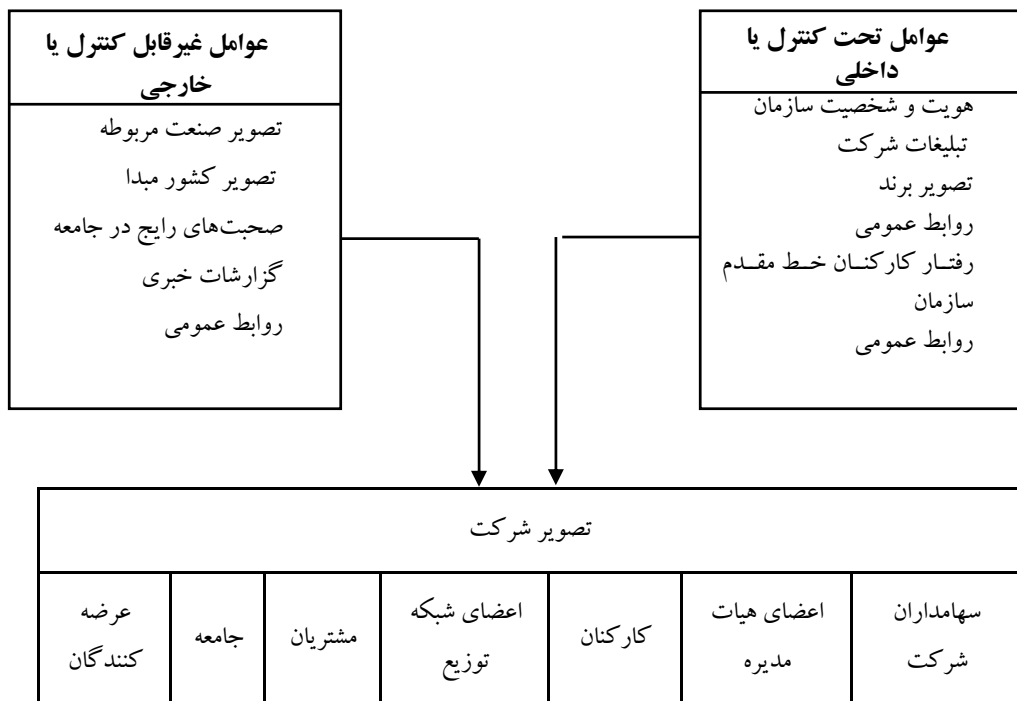 عوامل تحت کنترل یا
داخلی
هویت و شخصیت سازمان
تبلیغات شرکت
تصویر برند
روابط عمومی
رفتار کارکنان خط مقدم
سازمان
روابط عمومی
عوامل غیرقابل کنترل یا
خارجی
تصویر صنعت مربوطه
تصویر کشور مبدا
صحبت‌های رایج در جامعه
گزارشات خبری
روابط عمومی
تصویر شرکت
سهامداران
شرکت
اعضای هیات
مدیره
کارکنان
اعضای شبکه
توزیع
مشتریان
جامعه
عرضه
کنندگان